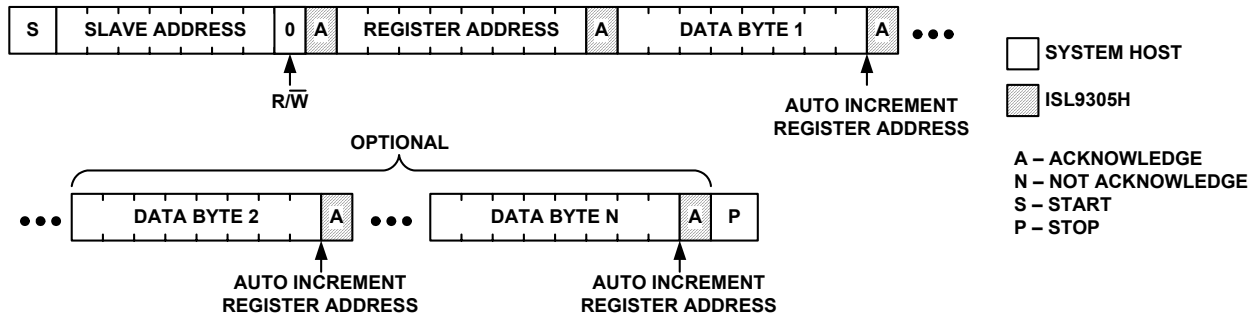 S SLAVE ADDRESS 0 A REGISTER ADDRESS A DATA BYTE 1 A •••
R/W̅
AUTO INCREMENT
REGISTER ADDRESS
SYSTEM HOST
ISL9305H
A – ACKNOWLEDGE
N – NOT ACKNOWLEDGE
S – START
P – STOP
OPTIONAL
••• DATA BYTE 2 A ••• DATA BYTE N A P
AUTO INCREMENT
REGISTER ADDRESS
AUTO INCREMENT
REGISTER ADDRESS